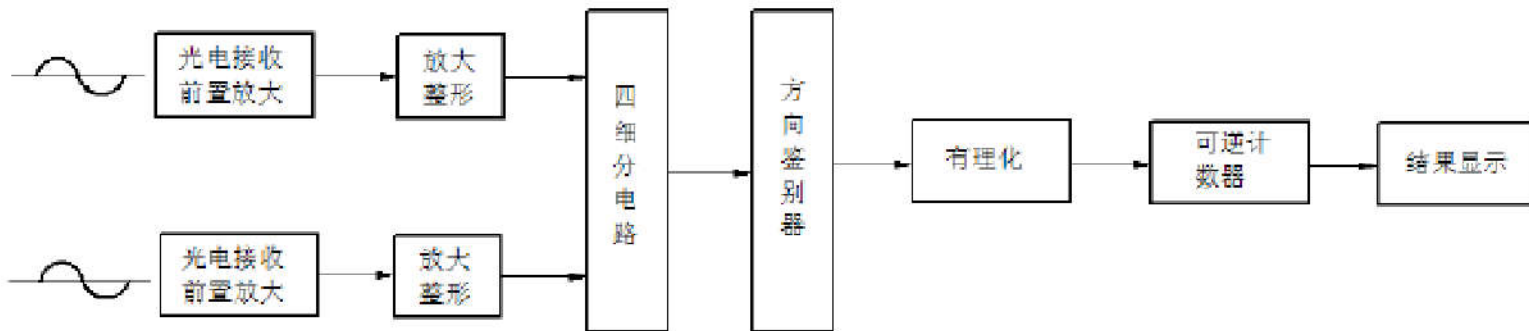 光电接收
前置放大
放大
整形
光电接收
前置放大
放大
整形
四
细
分
电
路
方
向
鉴
别
器
有理化
可逆计
数器
结果显示